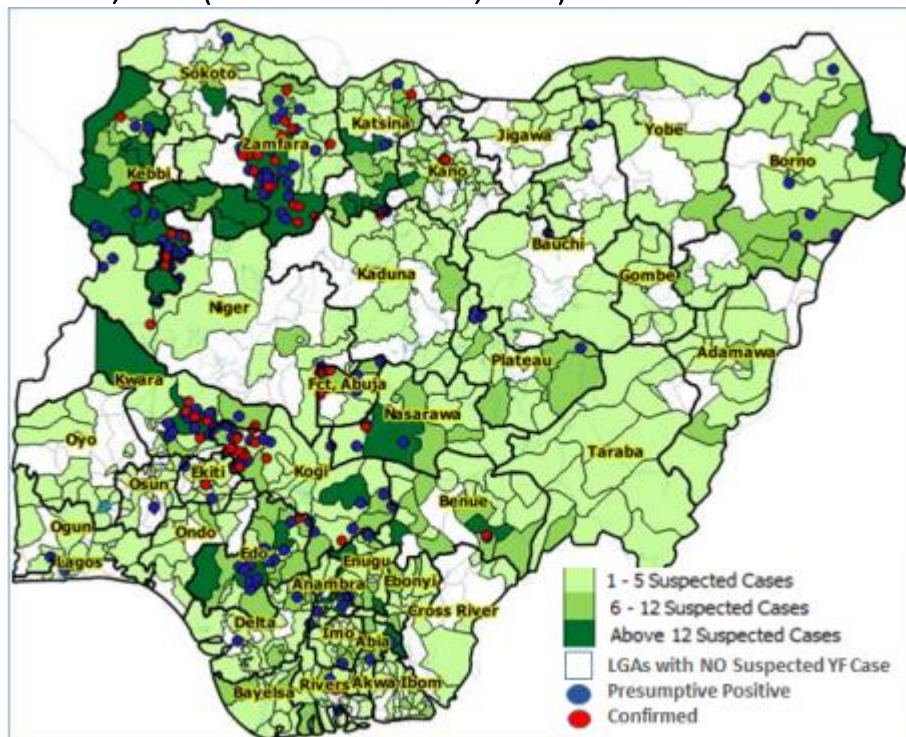 Sokoto
Katsina
Jigawa
Yobe
Zamfara
Borno
Kebbi
Kano
Bauchi
Kaduna
Gombe
Niger
Plateau
Adamawa
Kwara
Fct, Abuja
Nasarawa
Oyo
Taraba
Ekiti
Kogi
Osun
Benue
Ogun
Ondo
Edo
Lagos
Enugu
Anambra
Ebonyi
Cross River
Delta
Imo
Abia
Bayelsa
Rivers
Akwa Ibom
1 - 5 Suspected Cases
6 - 12 Suspected Cases
Above 12 Suspected Cases
LGAs with NO Suspected YF Case
Presumptive Positive
Confirmed